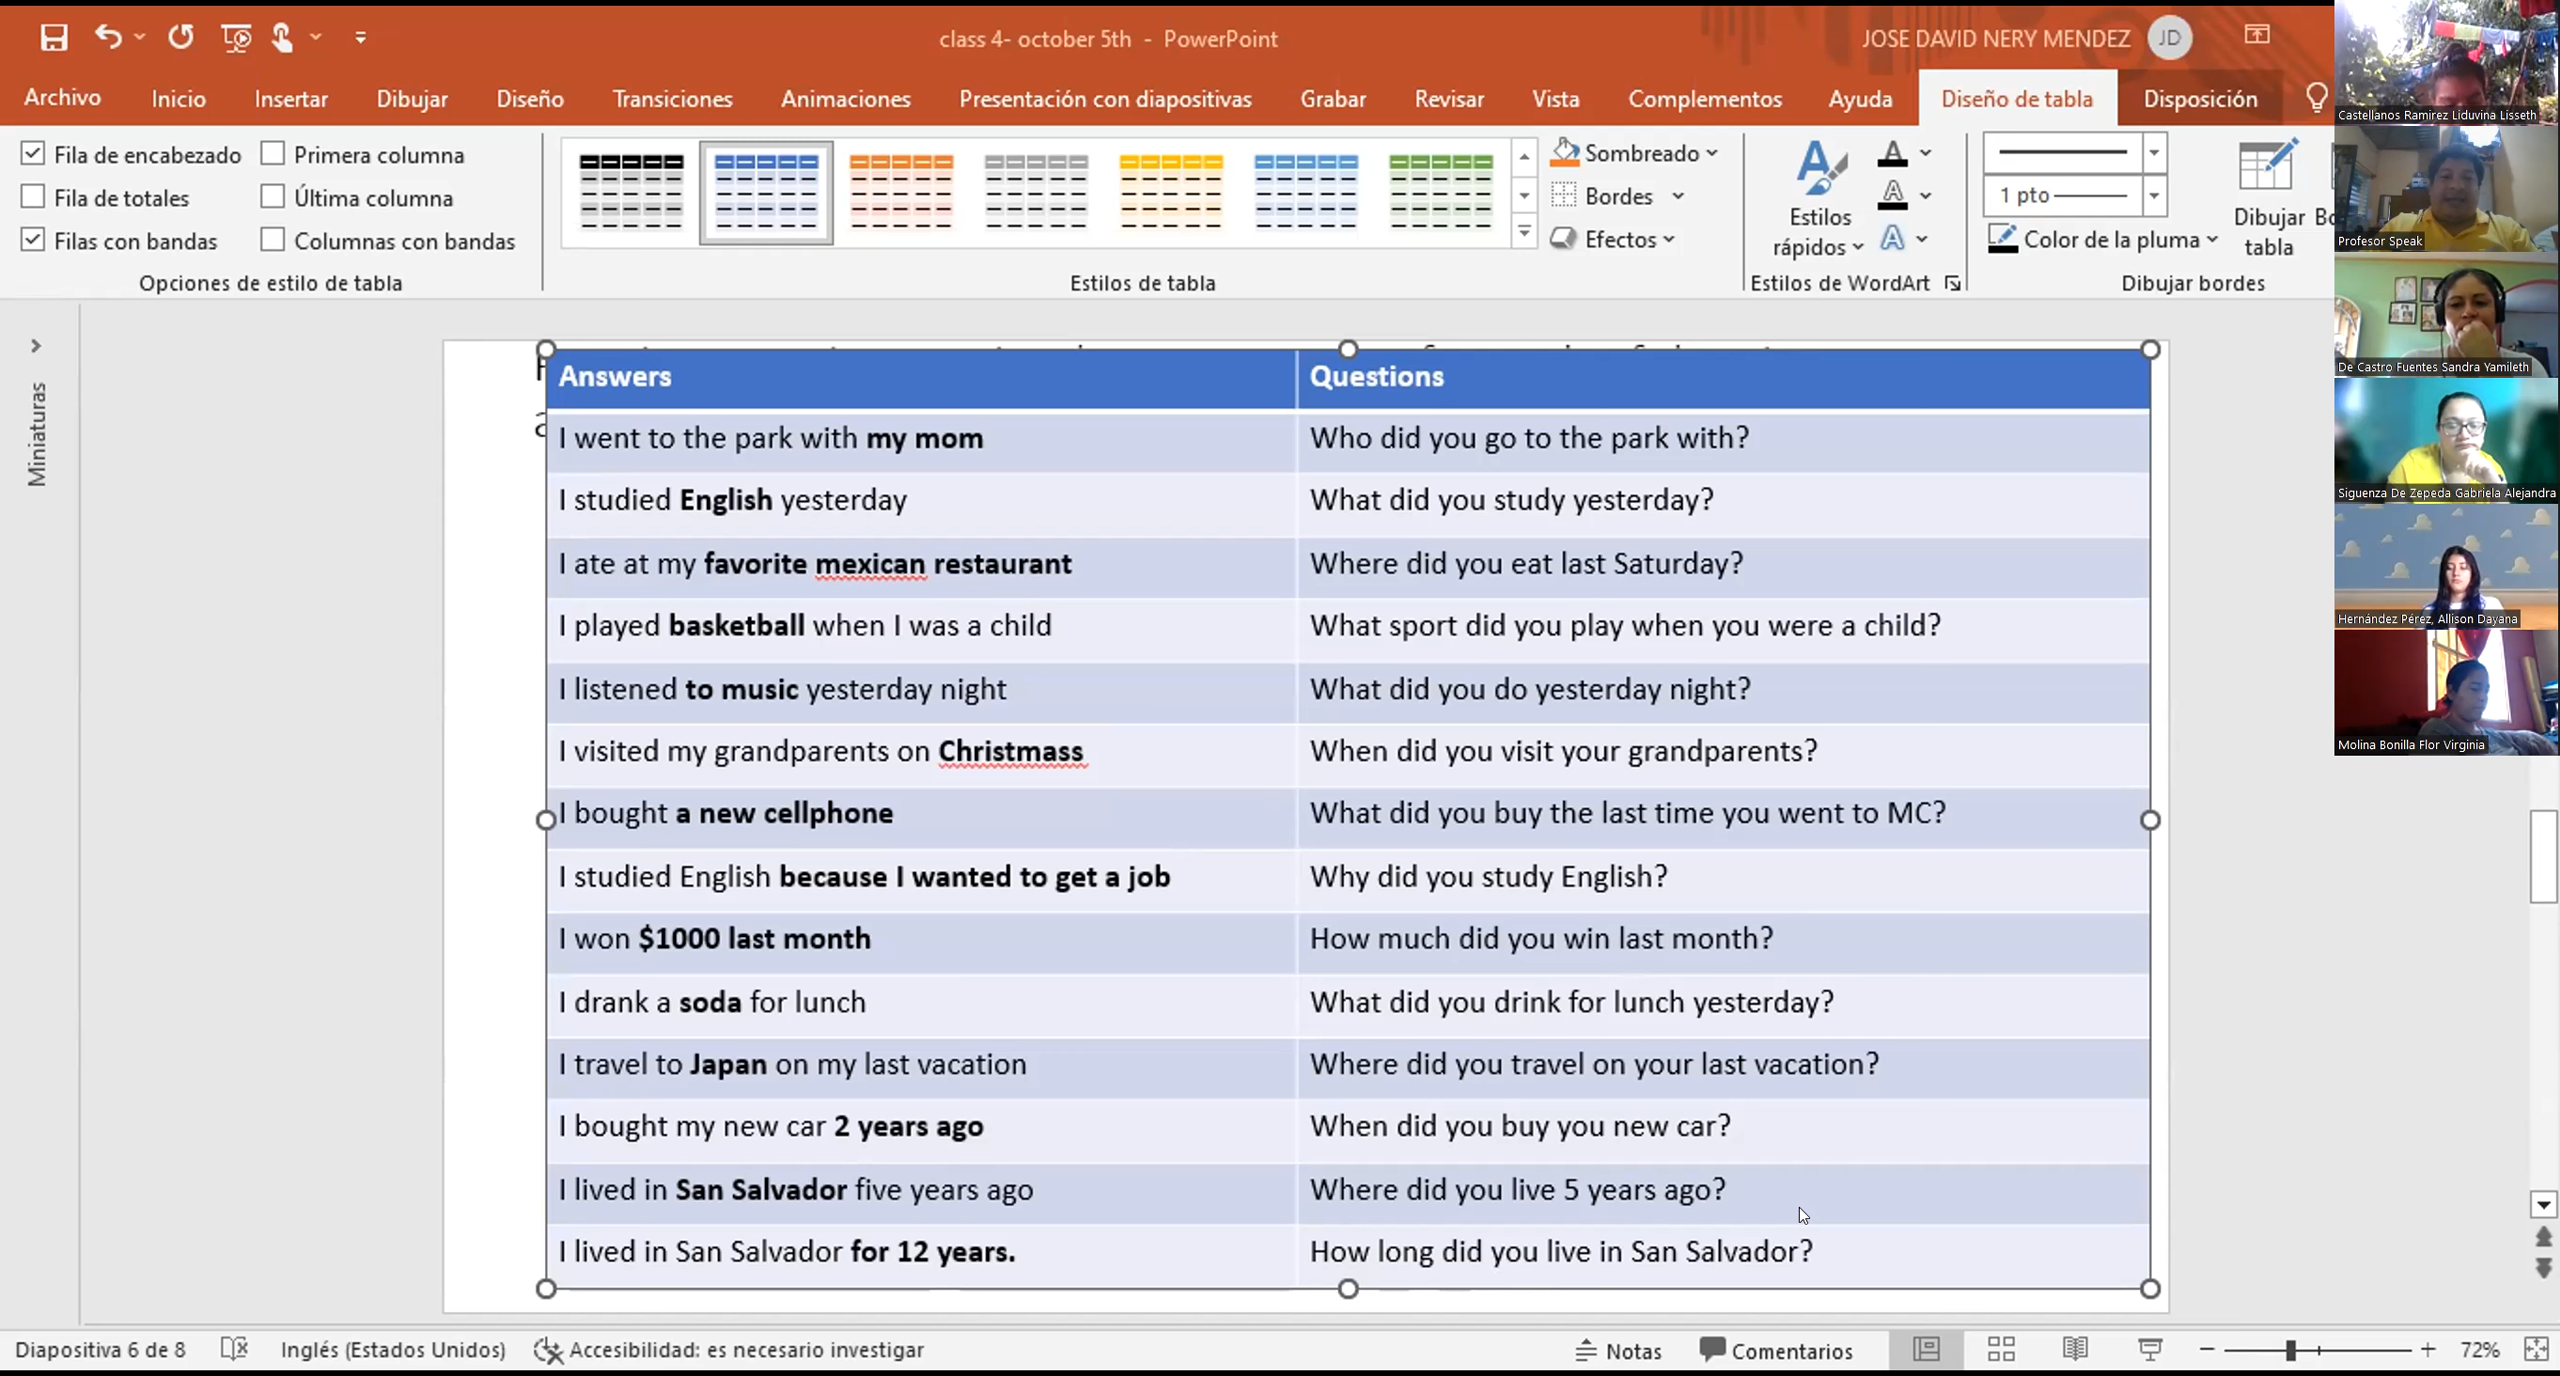 class 4- october 5th - PowerPoint
JOSE DAVID NERY MENDEZ JD
Archivo Inicio Insertar Dibujar Diseño Transiciones Animaciones Presentación con diapositivas Grabar Revisar Vista Complementos Ayuda Diseño de tabla Disposición
Fila de encabezado Primera columna
Fila de totales Última columna
Filas con bandas Columnas con bandas
Opciones de estilo de tabla
Estilos de tabla
Sombreado
Bordes
Efectos
Estilos
rápidos
Estilos de WordArt
1 pto
Color de la pluma
Dibujar
tabla
Dibujar bordes
Miniaturas
Answers Questions
I went to the park with my mom Who did you go to the park with?
I studied English yesterday What did you study yesterday?
I ate at my favorite mexican restaurant Where did you eat last Saturday?
I played basketball when I was a child What sport did you play when you were a child?
I listened to music yesterday night What did you do yesterday night?
I visited my grandparents on Christmass When did you visit your grandparents?
I bought a new cellphone What did you buy the last time you went to MC?
I studied English because I wanted to get a job Why did you study English?
I won $1000 last month How much did you win last month?
I drank a soda for lunch What did you drink for lunch yesterday?
I travel to Japan on my last vacation Where did you travel on your last vacation?
I bought my new car 2 years ago When did you buy you new car?
I lived in San Salvador five years ago Where did you live 5 years ago?
I lived in San Salvador for 12 years. How long did you live in San Salvador?
Castellanos Ramirez Liduvina Lisseth
Profesor Speak
De Castro Fuentes Sandra Yamileth
Siguenza De Zepeda Gabriela Alejandra
Hernández Pérez, Allison Dayana
Molina Bonilla Flor Virginia
Diapositiva 6 de 8 Inglés (Estados Unidos) Accesibilidad: es necesario investigar Notas Comentarios 72%